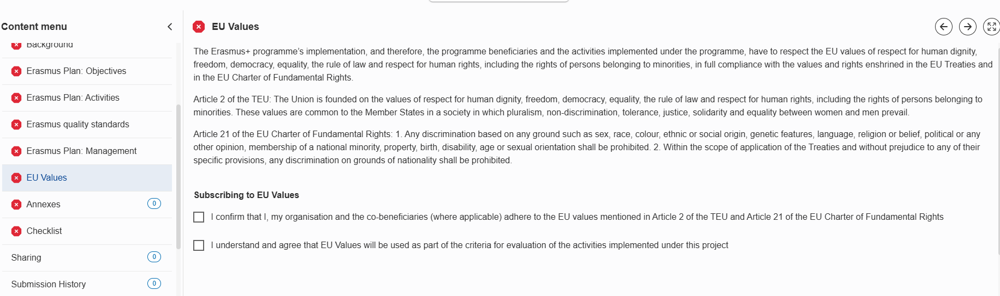 Content menu
Background
Erasmus Plan: Objectives
Erasmus Plan: Activities
Erasmus quality standards
Erasmus Plan: Management
EU Values
Annexes 0
Checklist
Sharing 0
Submission History 0
EU Values
The Erasmus+ programme’s implementation, and therefore, the programme beneficiaries and the activities implemented under the programme, have to respect the EU values of respect for human dignity,
freedom, democracy, equality, the rule of law and respect for human rights, including the rights of persons belonging to minorities, in full compliance with the values and rights enshrined in the EU Treaties and
in the EU Charter of Fundamental Rights.
Article 2 of the TEU: The Union is founded on the values of respect for human dignity, freedom, democracy, equality, the rule of law and respect for human rights, including the rights of persons belonging to
minorities. These values are common to the Member States in a society in which pluralism, non-discrimination, tolerance, justice, solidarity and equality between women and men prevail.
Article 21 of the EU Charter of Fundamental Rights: 1. Any discrimination based on any ground such as sex, race, colour, ethnic or social origin, genetic features, language, religion or belief, political or any
other opinion, membership of a national minority, property, birth, disability, age or sexual orientation shall be prohibited. 2. Within the scope of application of the Treaties and without prejudice to any of their
specific provisions, any discrimination on grounds of nationality shall be prohibited.
Subscribing to EU Values
I confirm that I, my organisation and the co-beneficiaries (where applicable) adhere to the EU values mentioned in Article 2 of the TEU and Article 21 of the EU Charter of Fundamental Rights
I understand and agree that EU Values will be used as part of the criteria for evaluation of the activities implemented under this project